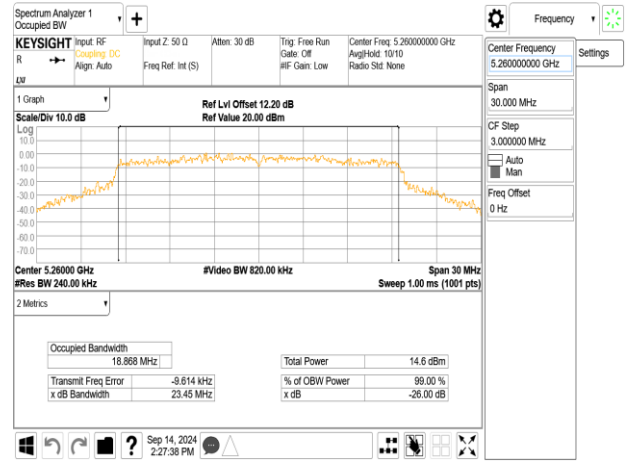 Spectrum Analyzer 1
Occupied BW
Frequency
KEYSIGHT
R
Input: RF
Coupling: DC
Align: Auto
Input Z: 50 Ω
Freq Ref: Int (S)
Atten: 30 dB
Trig: Free Run
Gate: Off
#IF Gain: Low
Center Freq: 5.260000000 GHz
Avg|Hold: 10/10
Radio Std: None
Center Frequency
5.260000000 GHz
Settings
Span
30.000 MHz
CF Step
3.000000 MHz
Auto
Man
Freq Offset
0 Hz
1 Graph
Scale/Div 10.0 dB
Ref Lvl Offset 12.20 dB
Ref Value 20.00 dBm
Log
10.0
0.00
-10.0
-20.0
-30.0
-40.0
-50.0
-60.0
-70.0
Center 5.26000 GHz
#Res BW 240.00 kHz
#Video BW 820.00 kHz
Span 30 MHz
Sweep 1.00 ms (1001 pts)
2 Metrics
Occupied Bandwidth
18.868 MHz
Total Power 14.6 dBm
Transmit Freq Error -9.614 kHz
% of OBW Power 99.00 %
x dB Bandwidth 23.45 MHz
x dB -26.00 dB
?
Sep 14, 2024
2:27:38 PM